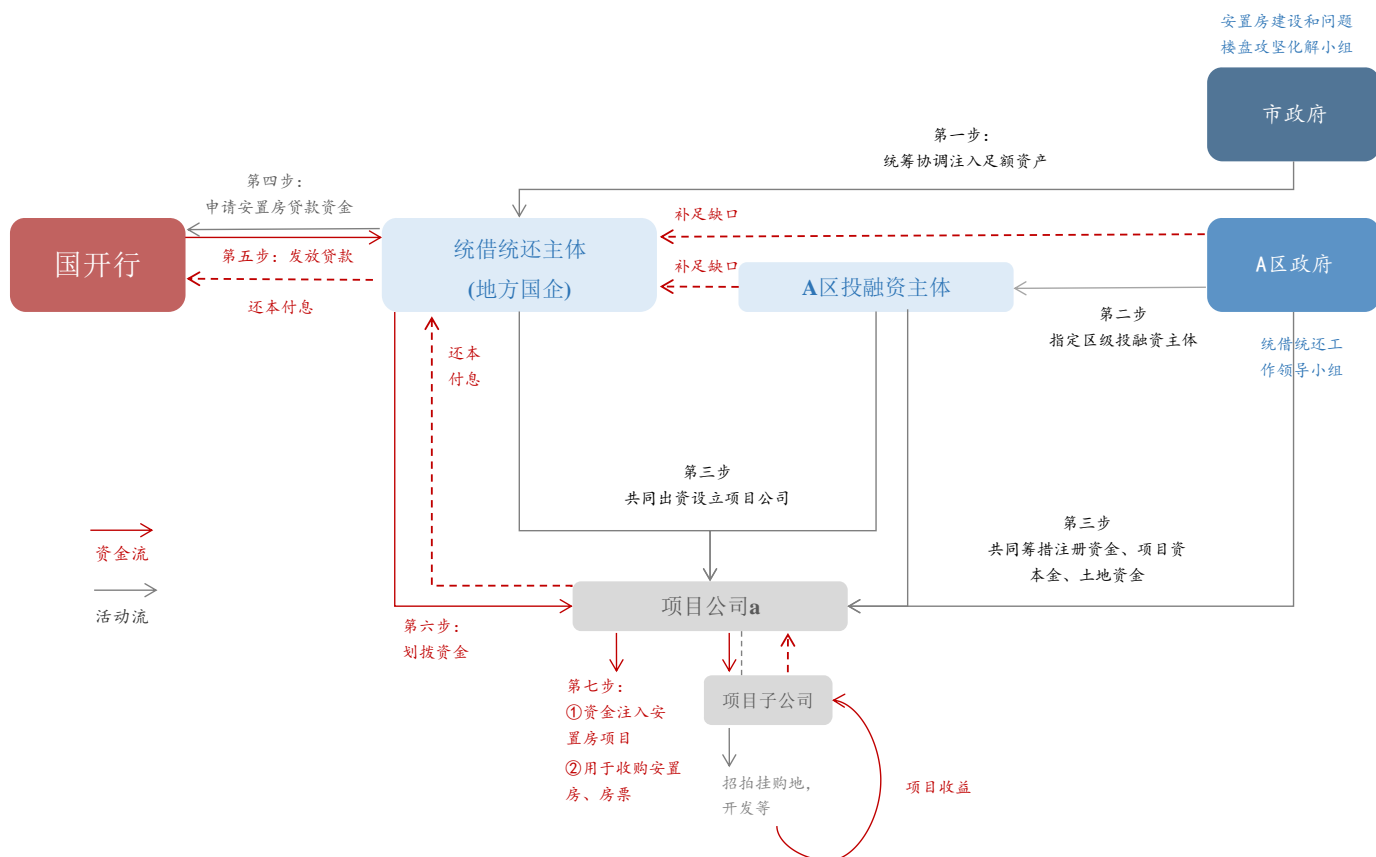 安置房建设和问题
楼盘攻坚化解小组
市政府
第一步：
统筹协调注入足额资产
第四步：
申请安置房贷款资金
国开行
第五步：发放贷款
还本付息
统借统还主体
(地方国企)
补足缺口
补足缺口
A区投融资主体
A区政府
第二步
指定区级投融资主体
统借统还工
作领导小组
还本
付息
第三步
共同出资设立项目公司
第三步
共同筹措注册资金、项目资
本金、土地资金
资金流
活动流
项目公司a
第六步：
划拨资金
第七步：
①资金注入安
置房项目
②用于收购安置
房、房票
项目子公司
招拍挂购地，
开发等
项目收益